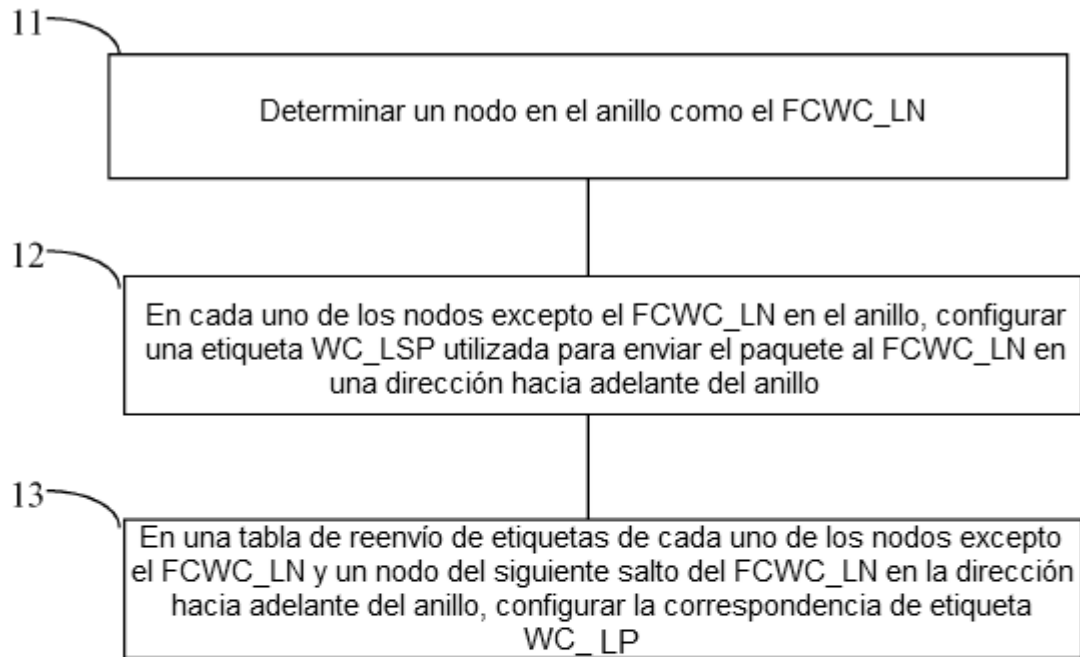 11
Determinar un nodo en el anillo como el FCWC_LN
12
En cada uno de los nodos excepto el FCWC_LN en el anillo, configurar
una etiqueta WC_LSP utilizada para enviar el paquete al FCWC_LN en
una dirección hacia adelante del anillo
13
En una tabla de reenvío de etiquetas de cada uno de los nodos excepto
el FCWC_LN y un nodo del siguiente salto del FCWC_LN en la dirección
hacia adelante del anillo, configurar la correspondencia de etiqueta
WC_ LP